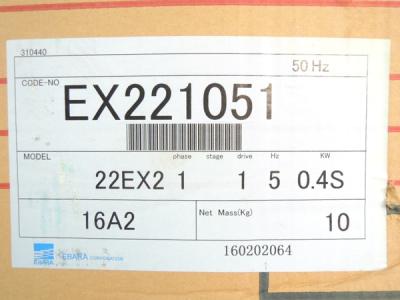 310440
50 Hz
CODE-NO
EX221051
MODEL phase stage drive Hz KW
22EX2 1 1 5 0.4S
16A2 Net Mass(Kg) 10
EBARA EBARA CORPORATION 160202064